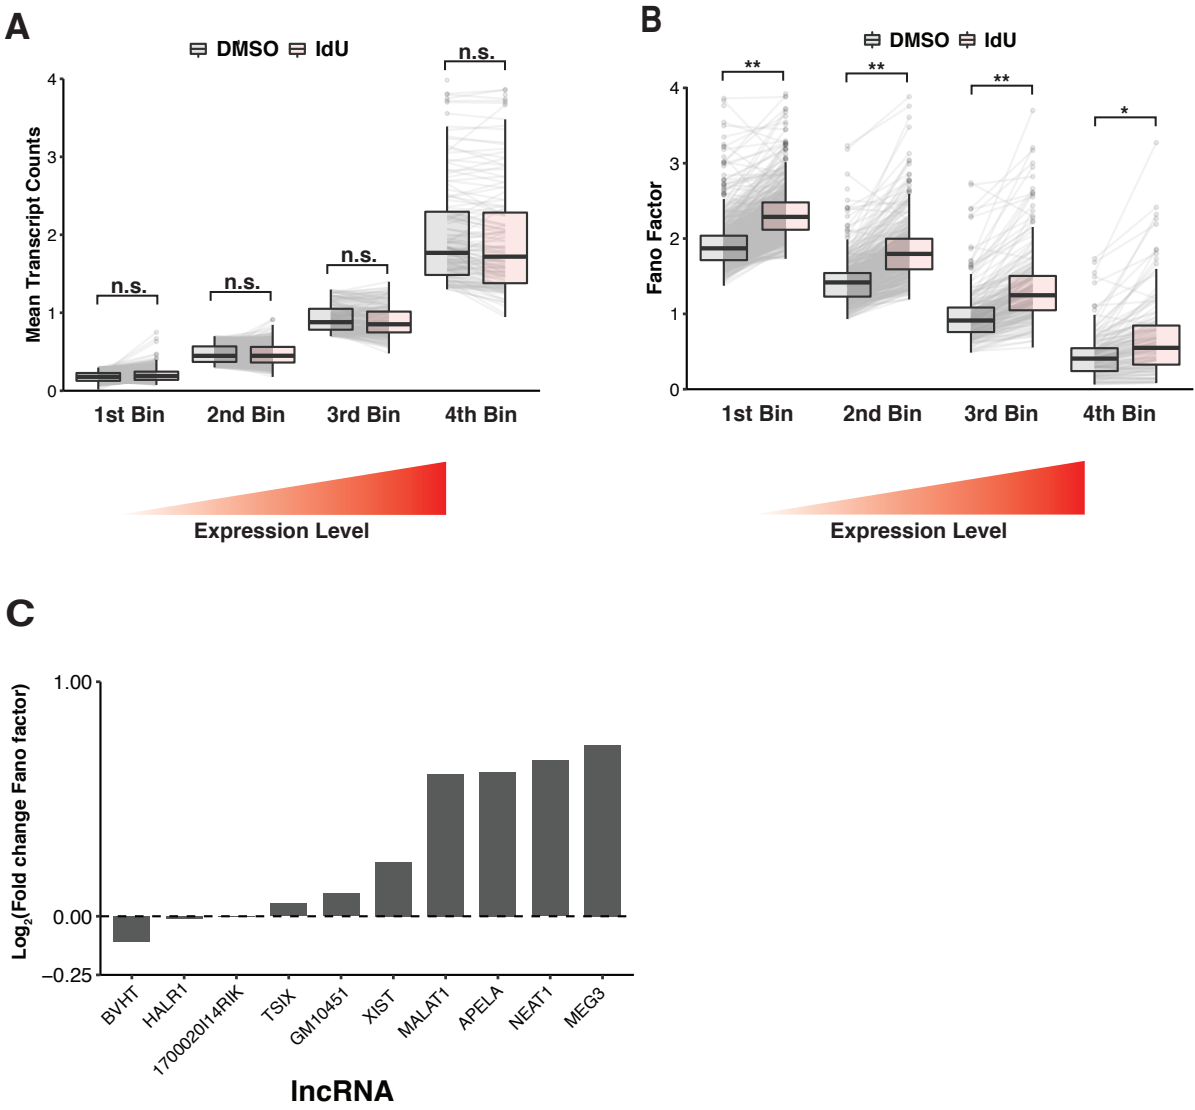 A
DMSO IdU
Mean Transcript Counts
4
3
2
1
0
n.s.
n.s.
n.s.
n.s.
1st Bin 2nd Bin 3rd Bin 4th Bin
Expression Level
B
DMSO IdU
Fano Factor
4
3
2
1
0
**
**
**
*
1st Bin 2nd Bin 3rd Bin 4th Bin
Expression Level
C
Log2(Fold change Fano factor)
1.00
0.00
−0.25
BVHT
HALR1
1700020I14RIK
TSIX
GM10451
XIST
MALAT1
APELA
NEAT1
MEG3
lncRNA